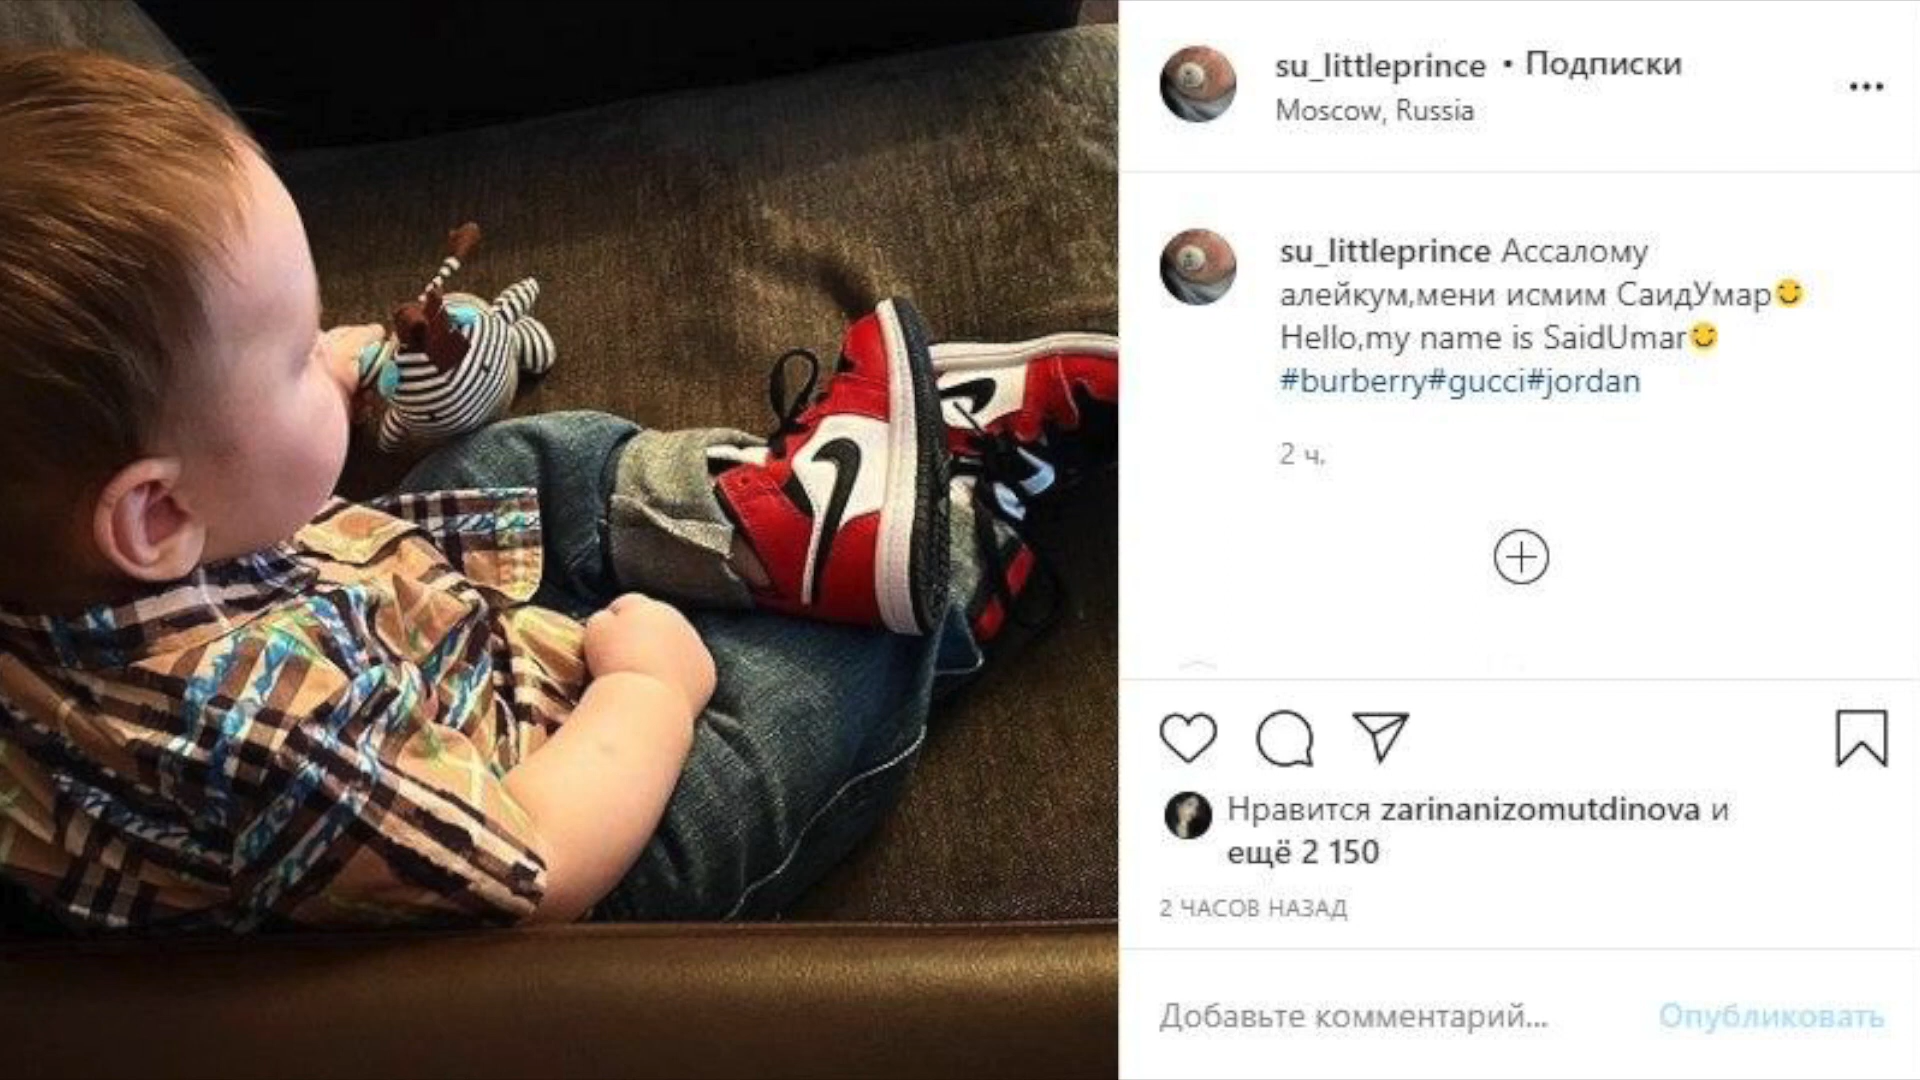 su_littleprince • Подписки
Moscow, Russia
su_littleprince Ассалому
алейкум,мени исмим СаидУмар😊
Hello,my name is SaidUmar😊
#burberry#gucci#jordan
2 ч.
Нравится zarinanizomutdinova и
ещё 2 150
2 ЧАСОВ НАЗАД
Добавьте комментарий...
Опубликовать